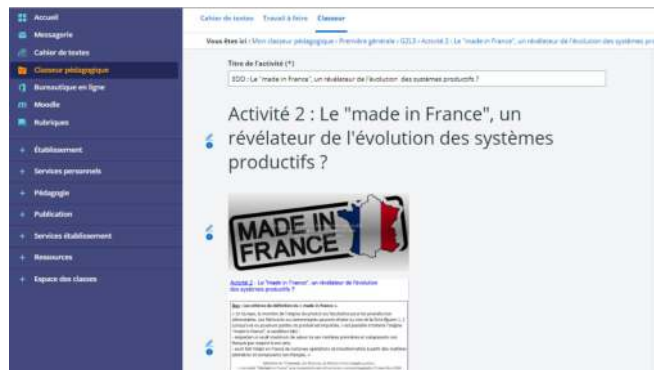 Accueil
Messagerie
Cahier de textes
Classeur pédagogique
Bureautique en ligne
Moodle
Rubriques
Établissement
Services personnels
Pédagogie
Publication
Services établissement
Ressources
Espace des classes
Cahier de textes Travail à faire Classeur
Vous êtes ici : Mon classeur pédagogique › Première générale › G2L3 › Activité 2 : Le "made in France", un révélateur de l'évolution des systèmes
Titre de l'activité (*)
EDD : Le "made in France", un révélateur de l'évolution des systèmes productifs ?
Activité 2 : Le "made in France", un
révélateur de l'évolution des systèmes
productifs ?
MADE IN
FRANCE
Activité 2 : Le "made in France", un révélateur de l'évolution
des systèmes productifs ?